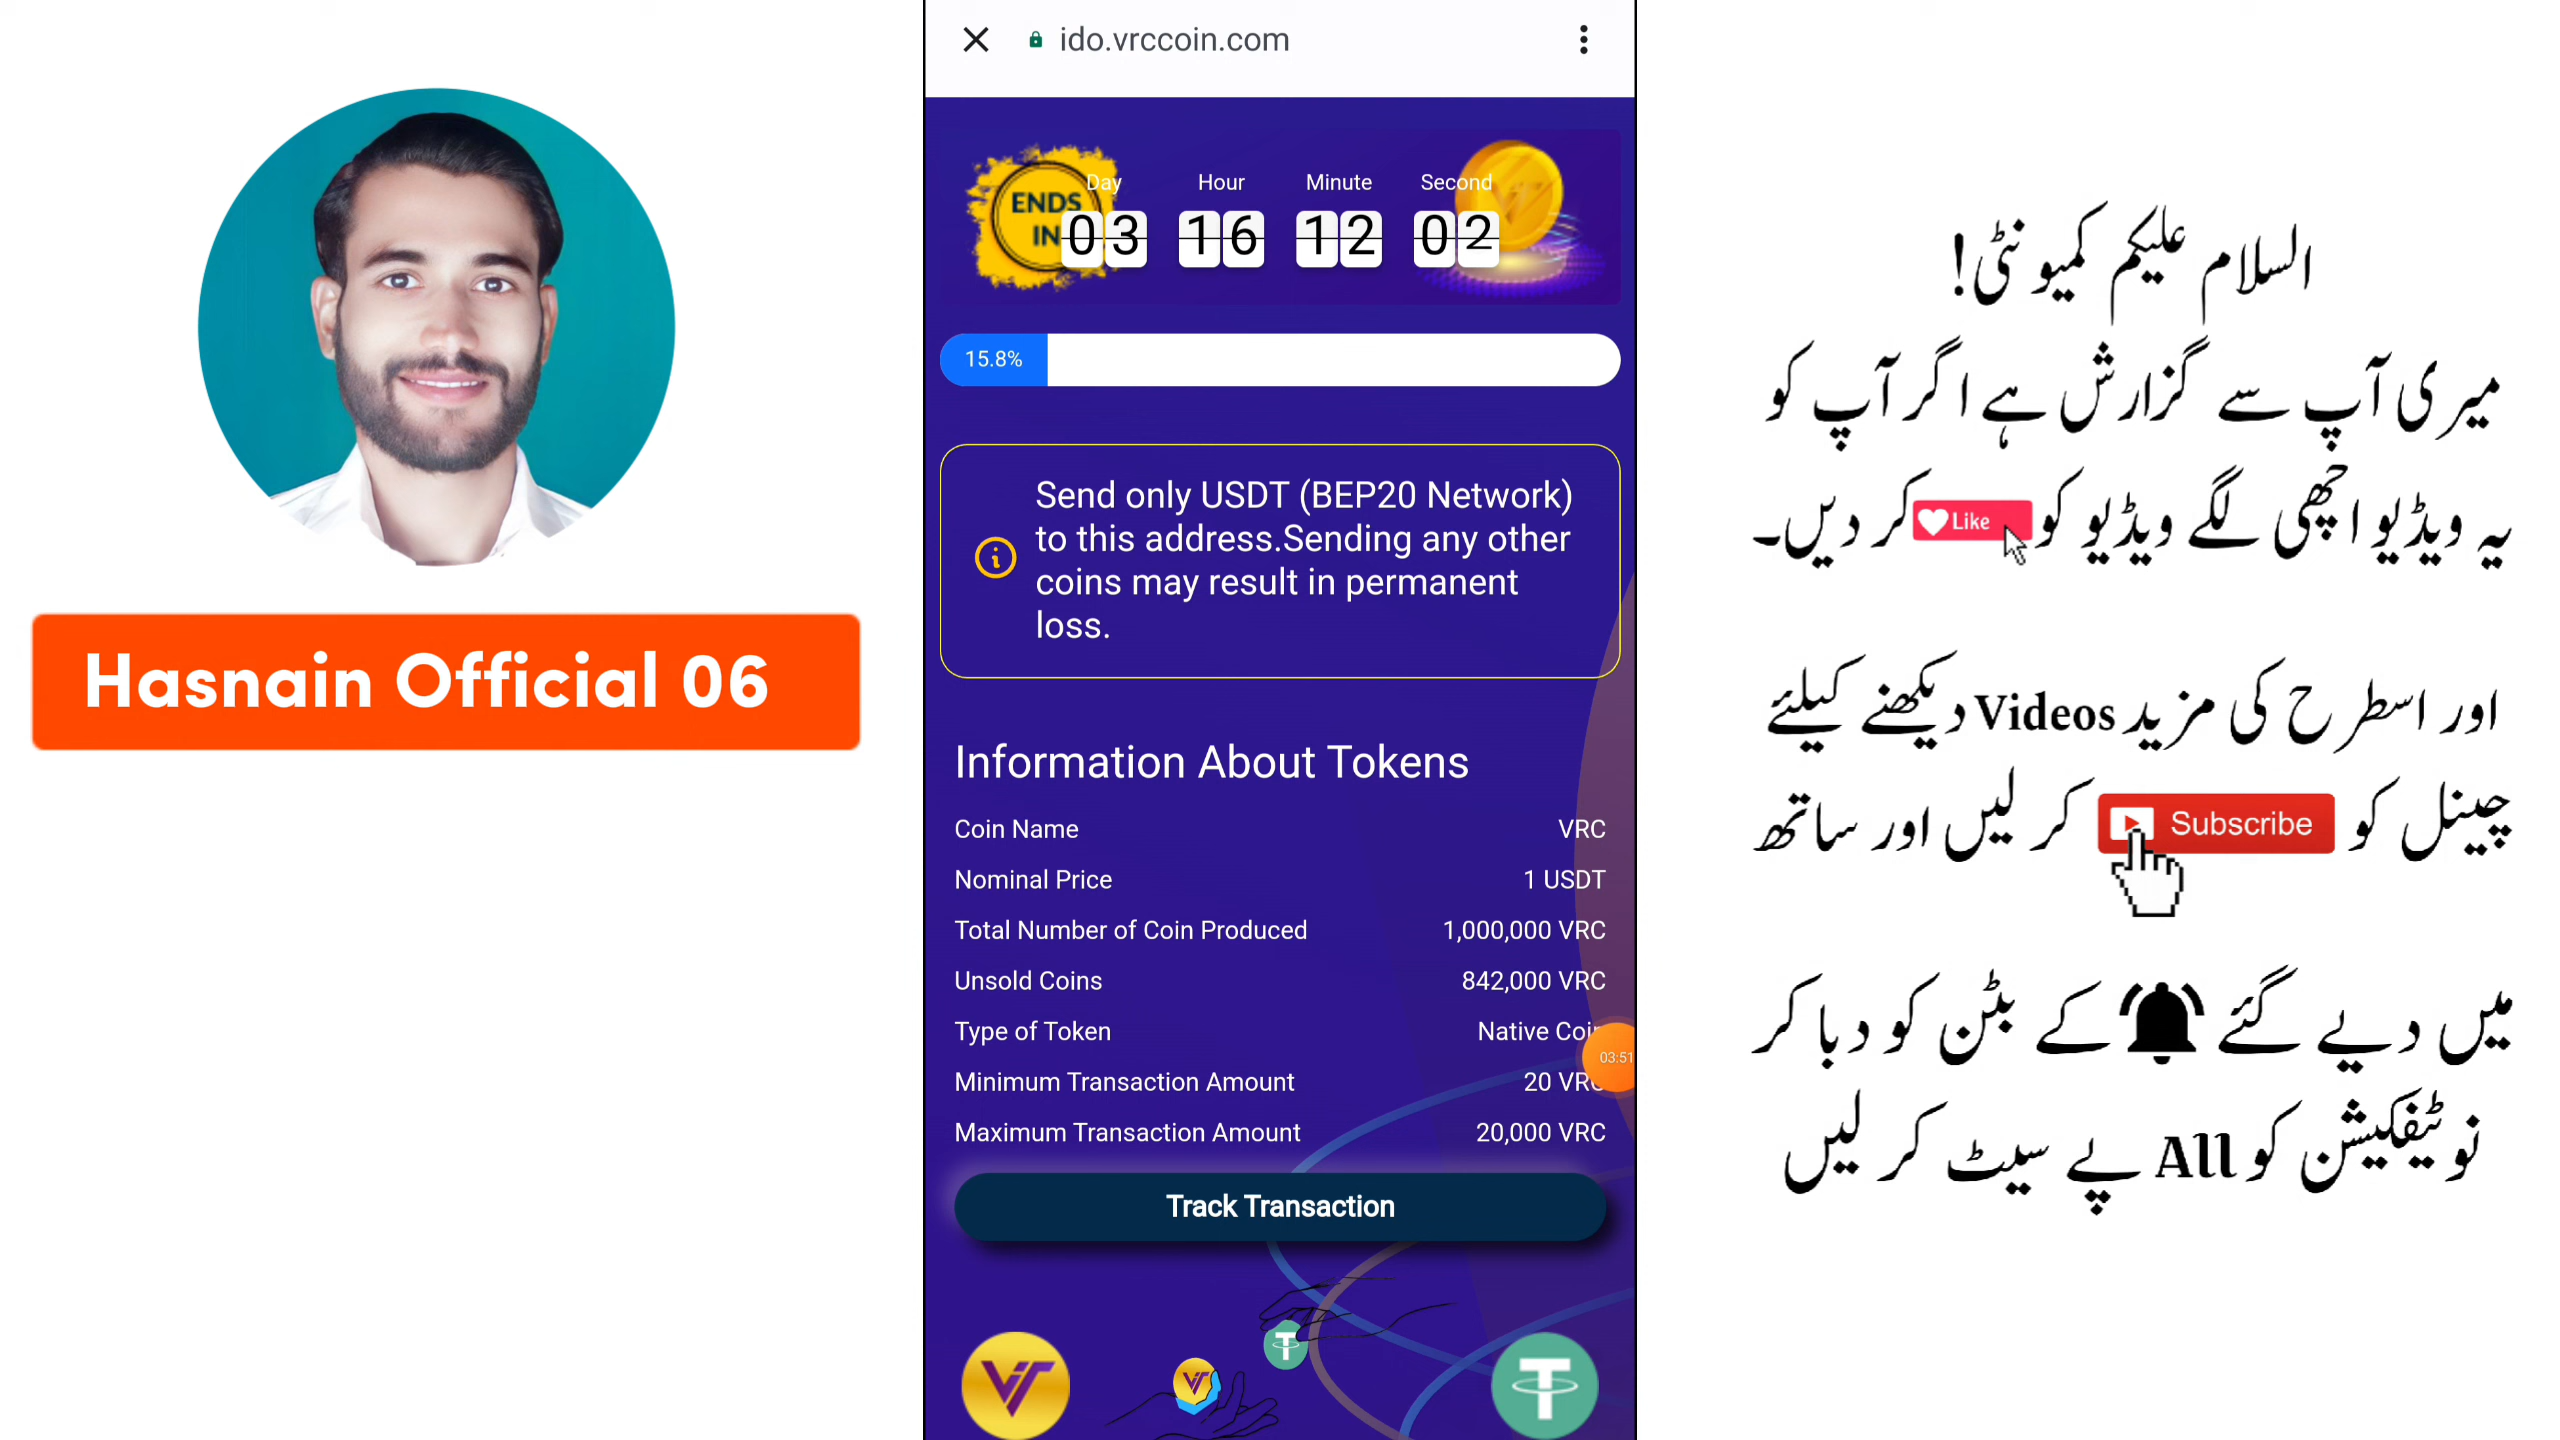 Hasnain Official 06
ido.vrccoin.com
ENDS IN
Day Hour Minute Second
03 16 12 02
15.8%
Send only USDT (BEP20 Network)
to this address.Sending any other
coins may result in permanent
loss.
Information About Tokens
Coin Name VRC
Nominal Price 1 USDT
Total Number of Coin Produced 1,000,000 VRC
Unsold Coins 842,000 VRC
Type of Token Native Coin
Minimum Transaction Amount 20 VRC
Maximum Transaction Amount 20,000 VRC
03:51
Track Transaction
السلام علیکم کمیونٹی!
میری آپ سے گزارش ہے اگر آپ کو
یہ ویڈیو اچھی لگے ویڈیو کو Like کر دیں۔
اور اسطرح کی مزید Videos دیکھنے کیلئے
چینل کو Subscribe کر لیں اور ساتھ
میں دیے گئے کے بٹن کو دبا کر
نوٹیفکیشن کو All پے سیٹ کر لیں